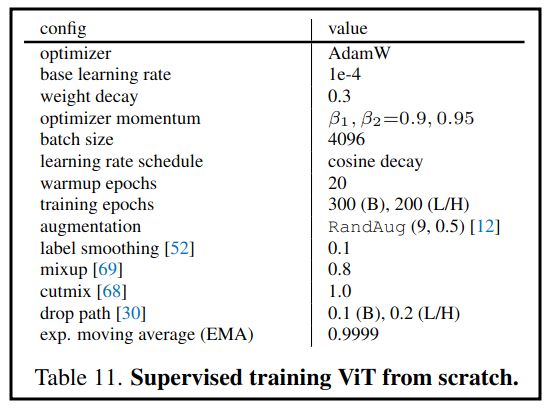 config value
optimizer AdamW
base learning rate 1e-4
weight decay 0.3
optimizer momentum β1, β2=0.9, 0.95
batch size 4096
learning rate schedule cosine decay
warmup epochs 20
training epochs 300 (B), 200 (L/H)
augmentation RandAug (9, 0.5) [12]
label smoothing [52] 0.1
mixup [69] 0.8
cutmix [68] 1.0
drop path [30] 0.1 (B), 0.2 (L/H)
exp. moving average (EMA) 0.9999
Table 11. Supervised training ViT from scratch.